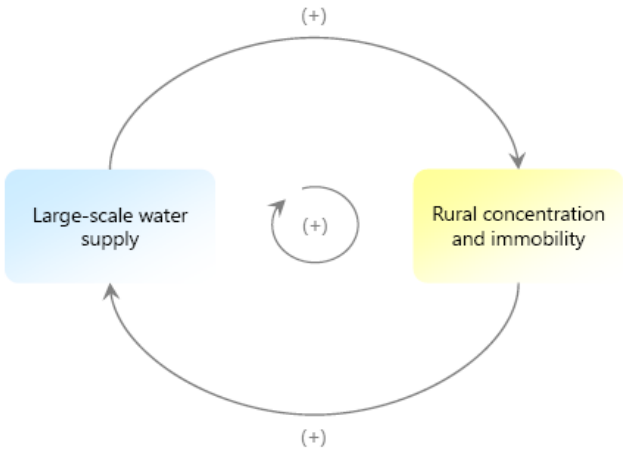 (+)
Large-scale water
supply
(+)
Rural concentration
and immobility
(+)